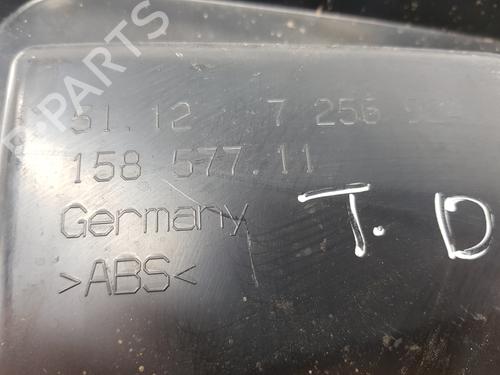 B-PARTS
51.12 7 256
158 577.11
Germany
T. D
>ABS<